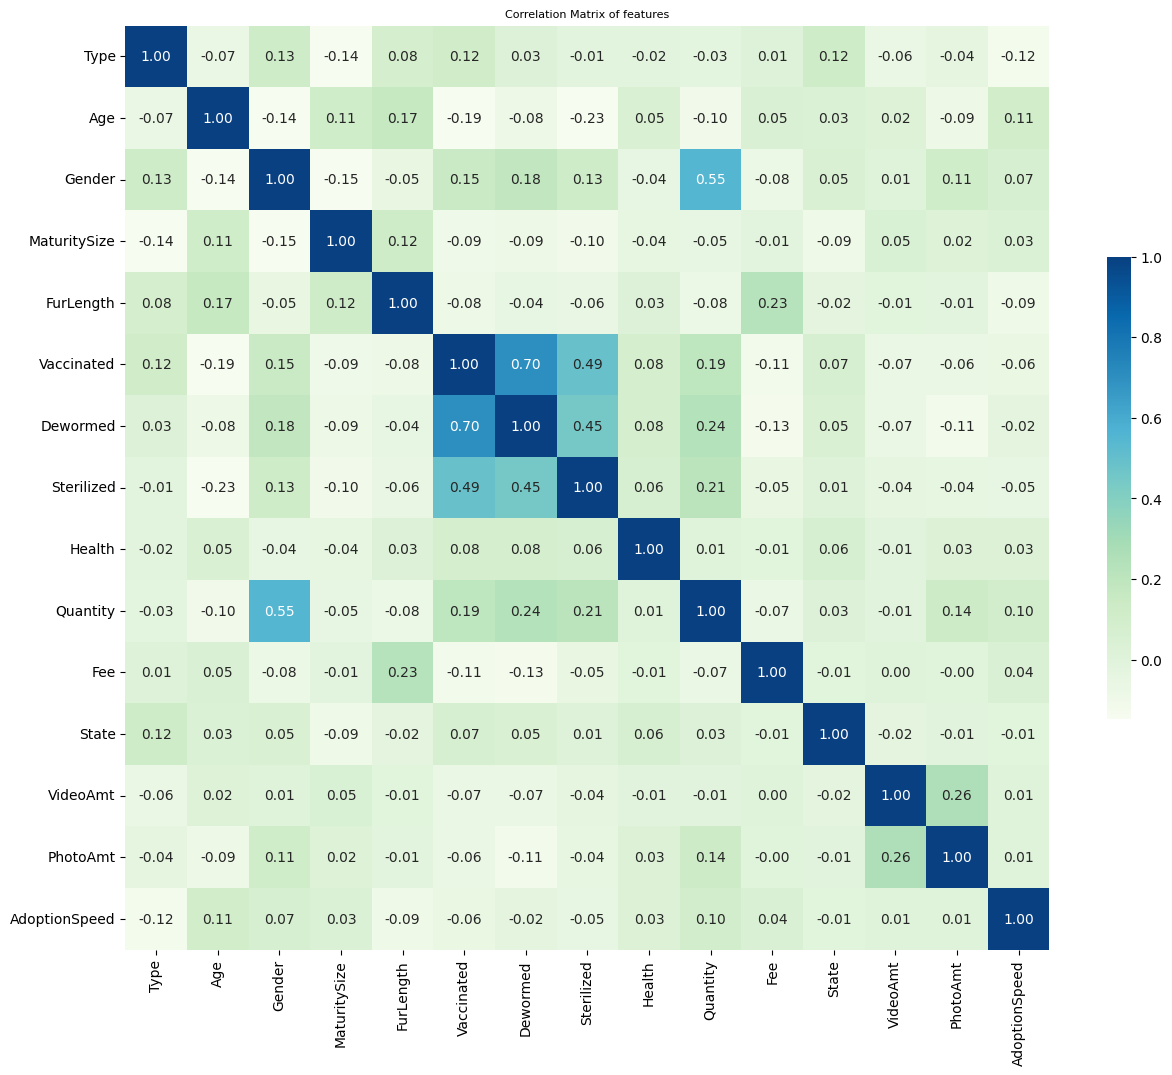 Correlation Matrix of features
Type 1.00 -0.07 0.13 -0.14 0.08 0.12 0.03 -0.01 -0.02 -0.03 0.01 0.12 -0.06 -0.04 -0.12
Age -0.07 1.00 -0.14 0.11 0.17 -0.19 -0.08 -0.23 0.05 -0.10 0.05 0.03 0.02 -0.09 0.11
Gender 0.13 -0.14 1.00 -0.15 -0.05 0.15 0.18 0.13 -0.04 0.55 -0.08 0.05 0.01 0.11 0.07
MaturitySize -0.14 0.11 -0.15 1.00 0.12 -0.09 -0.09 -0.10 -0.04 -0.05 -0.01 -0.09 0.05 0.02 0.03
FurLength 0.08 0.17 -0.05 0.12 1.00 -0.08 -0.04 -0.06 0.03 -0.08 0.23 -0.02 -0.01 -0.01 -0.09
Vaccinated 0.12 -0.19 0.15 -0.09 -0.08 1.00 0.70 0.49 0.08 0.19 -0.11 0.07 -0.07 -0.06 -0.06
Dewormed 0.03 -0.08 0.18 -0.09 -0.04 0.70 1.00 0.45 0.08 0.24 -0.13 0.05 -0.07 -0.11 -0.02
Sterilized -0.01 -0.23 0.13 -0.10 -0.06 0.49 0.45 1.00 0.06 0.21 -0.05 0.01 -0.04 -0.04 -0.05
Health -0.02 0.05 -0.04 -0.04 0.03 0.08 0.08 0.06 1.00 0.01 -0.01 0.06 -0.01 0.03 0.03
Quantity -0.03 -0.10 0.55 -0.05 -0.08 0.19 0.24 0.21 0.01 1.00 -0.07 0.03 -0.01 0.14 0.10
Fee 0.01 0.05 -0.08 -0.01 0.23 -0.11 -0.13 -0.05 -0.01 -0.07 1.00 -0.01 0.00 -0.00 0.04
State 0.12 0.03 0.05 -0.09 -0.02 0.07 0.05 0.01 0.06 0.03 -0.01 1.00 -0.02 -0.01 -0.01
VideoAmt -0.06 0.02 0.01 0.05 -0.01 -0.07 -0.07 -0.04 -0.01 -0.01 0.00 -0.02 1.00 0.26 0.01
PhotoAmt -0.04 -0.09 0.11 0.02 -0.01 -0.06 -0.11 -0.04 0.03 0.14 -0.00 -0.01 0.26 1.00 0.01
AdoptionSpeed -0.12 0.11 0.07 0.03 -0.09 -0.06 -0.02 -0.05 0.03 0.10 0.04 -0.01 0.01 0.01 1.00
Type Age Gender MaturitySize FurLength Vaccinated Dewormed Sterilized Health Quantity Fee State VideoAmt PhotoAmt AdoptionSpeed
1.0
0.8
0.6
0.4
0.2
0.0